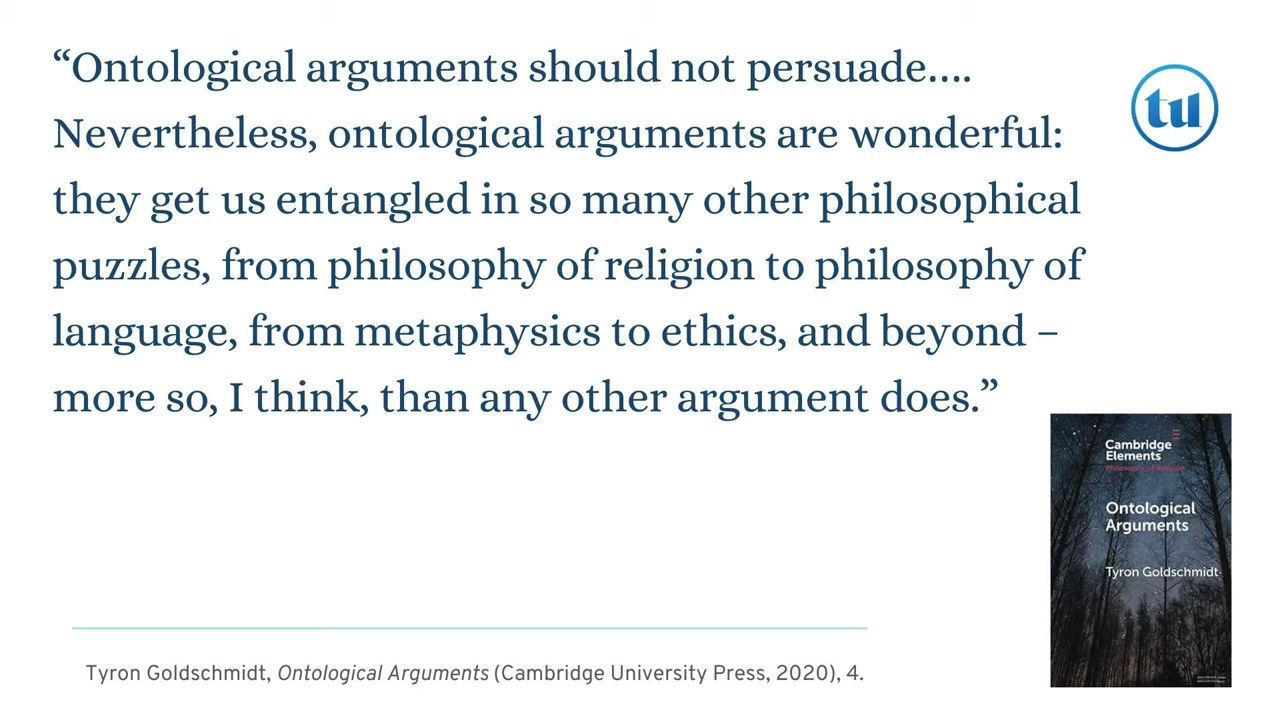 “Ontological arguments should not persuade….
Nevertheless, ontological arguments are wonderful:
they get us entangled in so many other philosophical
puzzles, from philosophy of religion to philosophy of
language, from metaphysics to ethics, and beyond –
more so, I think, than any other argument does.”
tu
Cambridge
Elements
Philosophy of Religion
Ontological
Arguments
Tyron Goldschmidt
Tyron Goldschmidt, Ontological Arguments (Cambridge University Press, 2020), 4.